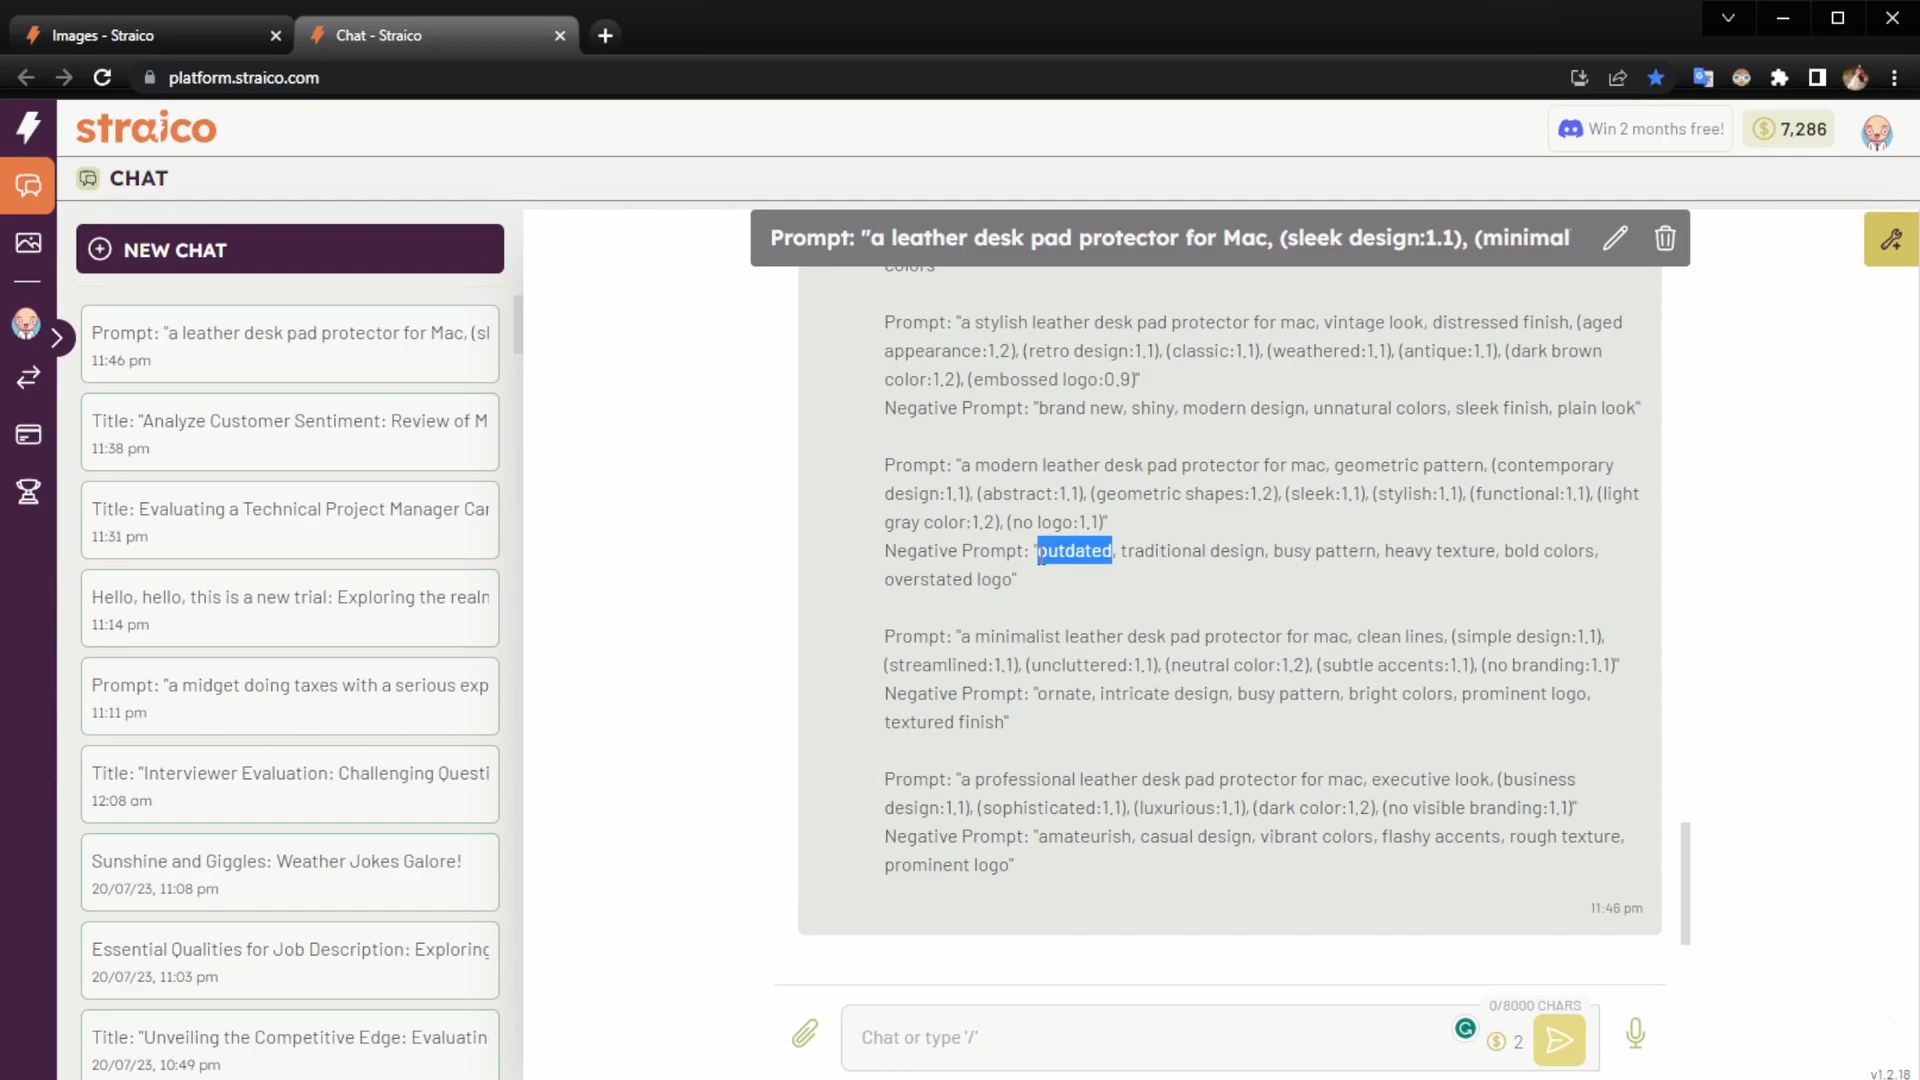 Images - Straico
Chat - Straico
platform.straico.com
straico
Win 2 months free!
7,286
CHAT
NEW CHAT
Prompt: "a leather desk pad protector for Mac, (sl
11:46 pm
Title: "Analyze Customer Sentiment: Review of M
11:38 pm
Title: Evaluating a Technical Project Manager Car
11:31 pm
Hello, hello, this is a new trial: Exploring the realn
11:14 pm
Prompt: "a midget doing taxes with a serious exp
11:11 pm
Title: "Interviewer Evaluation: Challenging Questi
12:08 am
Sunshine and Giggles: Weather Jokes Galore!
20/07/23, 11:08 pm
Essential Qualities for Job Description: Exploring
20/07/23, 11:03 pm
Title: "Unveiling the Competitive Edge: Evaluatin
20/07/23, 10:49 pm
Prompt: "a leather desk pad protector for Mac, (sleek design:1.1), (minimal
colors"
Prompt: "a stylish leather desk pad protector for mac, vintage look, distressed finish, (aged
appearance:1.2), (retro design:1.1), (classic:1.1), (weathered:1.1), (antique:1.1), (dark brown
color:1.2), (embossed logo:0.9)"
Negative Prompt: "brand new, shiny, modern design, unnatural colors, sleek finish, plain look"
Prompt: "a modern leather desk pad protector for mac, geometric pattern, (contemporary
design:1.1), (abstract:1.1), (geometric shapes:1.2), (sleek:1.1), (stylish:1.1), (functional:1.1), (light
gray color:1.2), (no logo:1.1)"
Negative Prompt: "outdated, traditional design, busy pattern, heavy texture, bold colors,
overstated logo"
Prompt: "a minimalist leather desk pad protector for mac, clean lines, (simple design:1.1),
(streamlined:1.1), (uncluttered:1.1), (neutral color:1.2), (subtle accents:1.1), (no branding:1.1)"
Negative Prompt: "ornate, intricate design, busy pattern, bright colors, prominent logo,
textured finish"
Prompt: "a professional leather desk pad protector for mac, executive look, (business
design:1.1), (sophisticated:1.1), (luxurious:1.1), (dark color:1.2), (no visible branding:1.1)"
Negative Prompt: "amateurish, casual design, vibrant colors, flashy accents, rough texture,
prominent logo"
11:46 pm
0/8000 CHARS
Chat or type '/'
2
v1.2.18